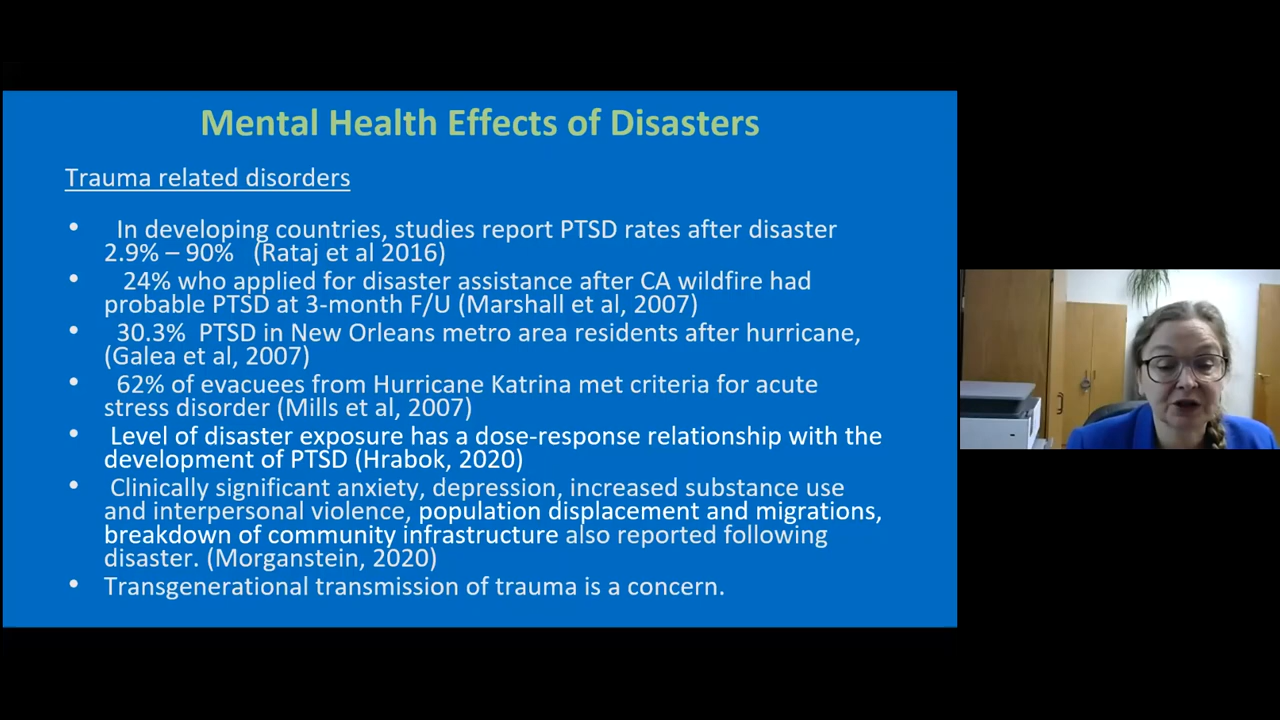 Mental Health Effects of Disasters
Trauma related disorders
• In developing countries, studies report PTSD rates after disaster
2.9% – 90% (Rataj et al 2016)
• 24% who applied for disaster assistance after CA wildfire had
probable PTSD at 3-month F/U (Marshall et al, 2007)
• 30.3% PTSD in New Orleans metro area residents after hurricane,
(Galea et al, 2007)
• 62% of evacuees from Hurricane Katrina met criteria for acute
stress disorder (Mills et al, 2007)
• Level of disaster exposure has a dose-response relationship with the
development of PTSD (Hrabok, 2020)
• Clinically significant anxiety, depression, increased substance use
and interpersonal violence, population displacement and migrations,
breakdown of community infrastructure also reported following
disaster. (Morganstein, 2020)
• Transgenerational transmission of trauma is a concern.